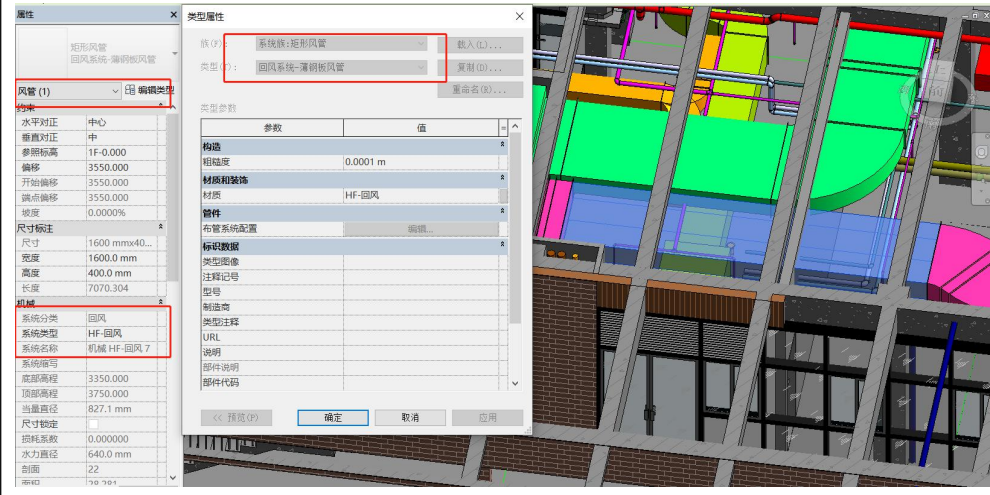 属性
×
矩形风管
回风系统-薄钢板风管
风管 (1)
编辑类型
约束
水平对正 中心
垂直对正 中
参照标高 1F-0.000
偏移 3550.000
开始偏移 3550.000
端点偏移 3550.000
坡度 0.0000%
尺寸标注
尺寸 1600 mmx40...
宽度 1600.0 mm
高度 400.0 mm
长度 7070.304
机械
系统分类 回风
系统类型 HF-回风
系统名称 机械 HF-回风 7
系统缩写
底部高程 3350.000
顶部高程 3750.000
当量直径 827.1 mm
尺寸锁定
损耗系数 0.000000
水力直径 640.0 mm
剖面 22
面积 28.281
类型属性
×
族(F): 系统族:矩形风管 载入(L)...
类型(T): 回风系统-薄钢板风管 复制(D)...
重命名(R)...
类型参数
参数 值 =
构造
粗糙度 0.0001 m
材质和装饰
材质 HF-回风
管件
布管系统配置 编辑...
标识数据
类型图像
注释记号
型号
制造商
类型注释
URL
说明
部件说明
部件代码
<< 预览(P) 确定 取消 应用
前